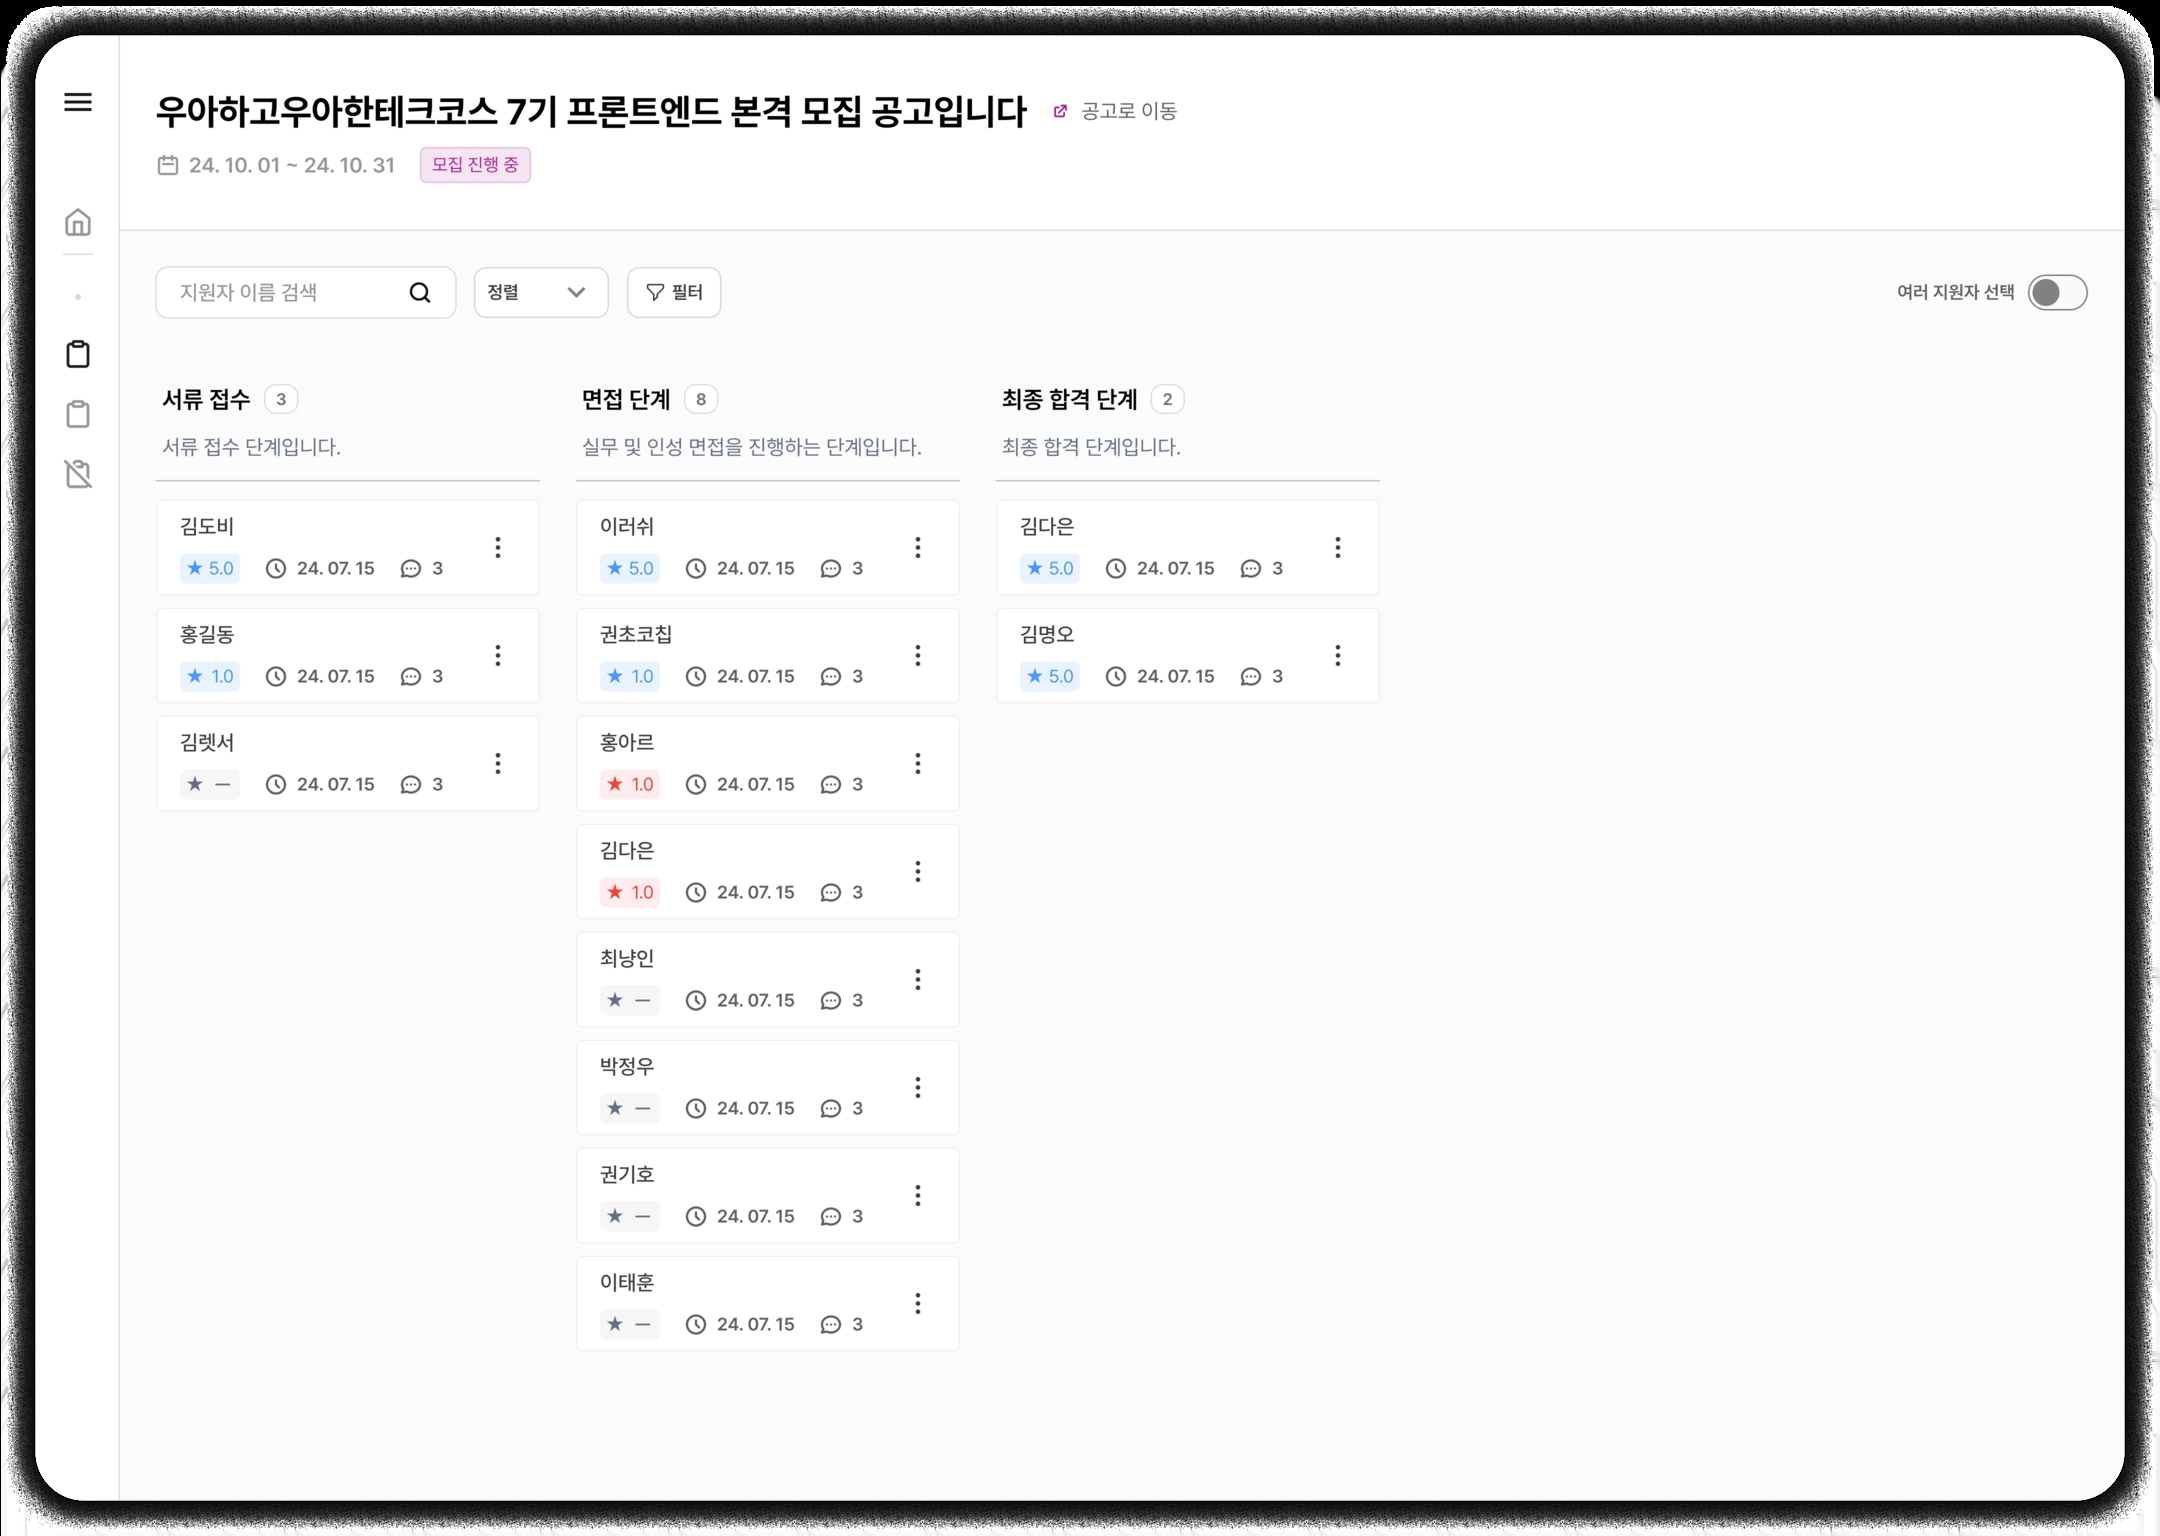 우아하고우아한테크코스 7기 프론트엔드 본격 모집 공고입니다 공고로 이동
24. 10. 01 ~ 24. 10. 31 모집 진행 중
지원자 이름 검색 정렬 필터 여러 지원자 선택
서류 접수 3
서류 접수 단계입니다.
김도비
★ 5.0 24. 07. 15 3
홍길동
★ 1.0 24. 07. 15 3
김렛서
★ – 24. 07. 15 3
면접 단계 8
실무 및 인성 면접을 진행하는 단계입니다.
이러쉬
★ 5.0 24. 07. 15 3
권초코칩
★ 1.0 24. 07. 15 3
홍아르
★ 1.0 24. 07. 15 3
김다은
★ 1.0 24. 07. 15 3
최냥인
★ – 24. 07. 15 3
박정우
★ – 24. 07. 15 3
권기호
★ – 24. 07. 15 3
이태훈
★ – 24. 07. 15 3
최종 합격 단계 2
최종 합격 단계입니다.
김다은
★ 5.0 24. 07. 15 3
김명오
★ 5.0 24. 07. 15 3